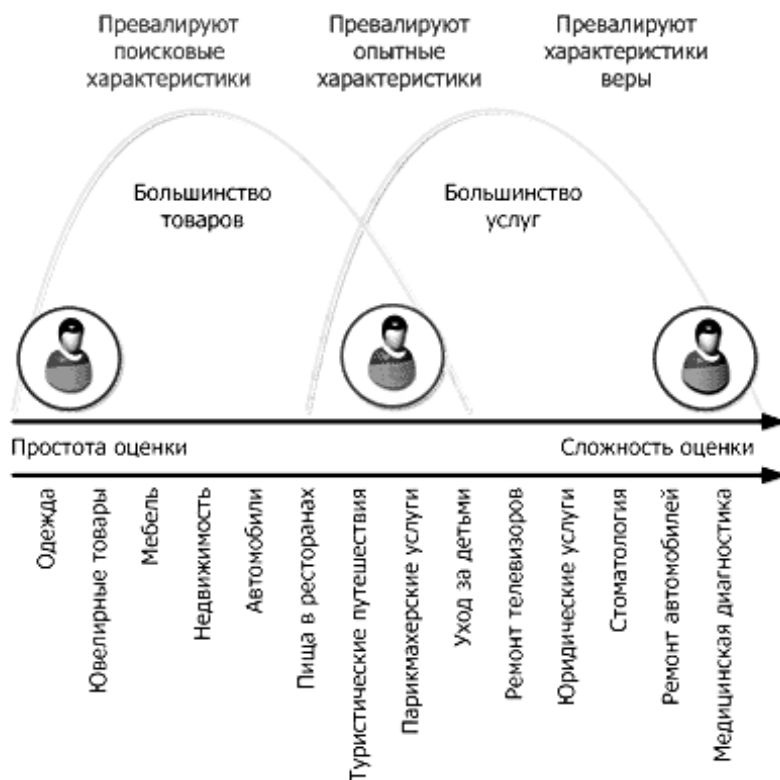 Превалируют
поисковые
характеристики
Превалируют
опытные
характеристики
Превалируют
характеристики
веры
Большинство
товаров
Большинство
услуг
Простота оценки
Сложность оценки
Одежда
Ювелирные товары
Мебель
Недвижимость
Автомобили
Пища в ресторанах
Туристические путешествия
Парикмахерские услуги
Уход за детьми
Ремонт телевизоров
Юридические услуги
Стоматология
Ремонт автомобилей
Медицинская диагностика